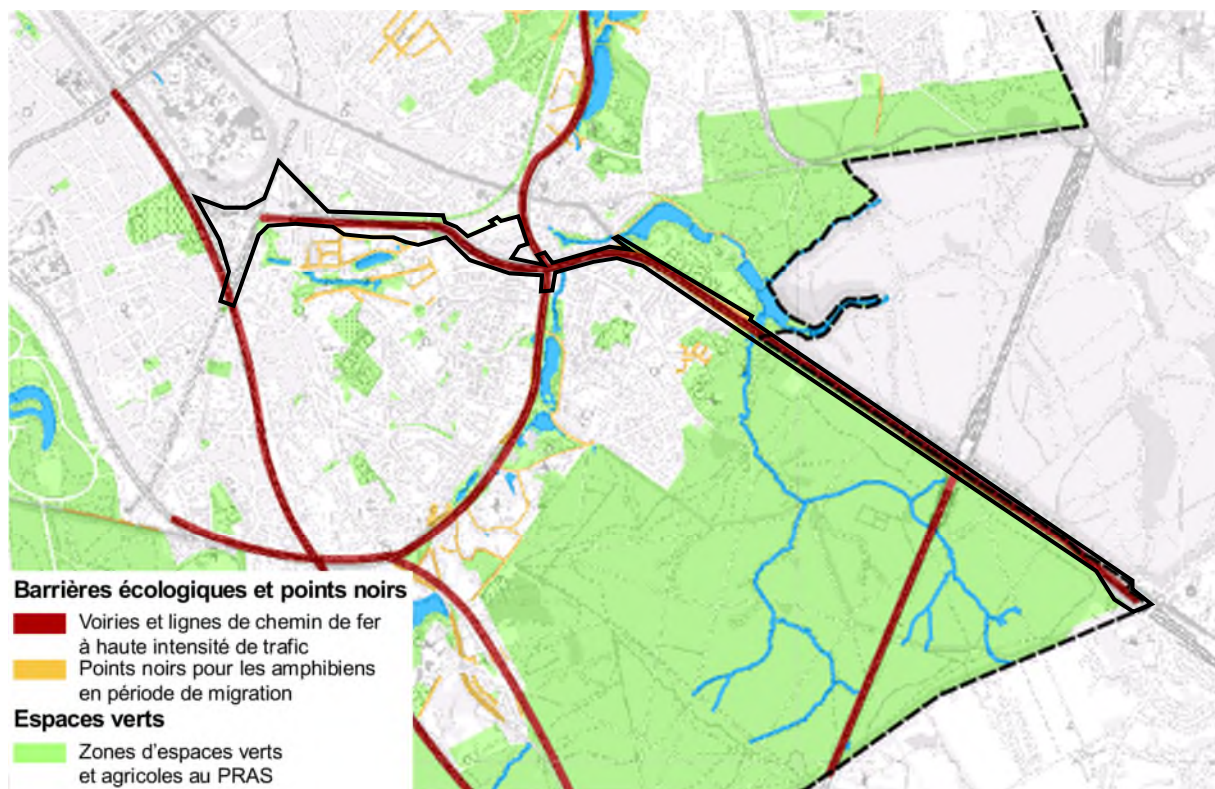 Barrières écologiques et points noirs
Voiries et lignes de chemin de fer
à haute intensité de trafic
Points noirs pour les amphibiens
en période de migration
Espaces verts
Zones d'espaces verts
et agricoles au PRAS